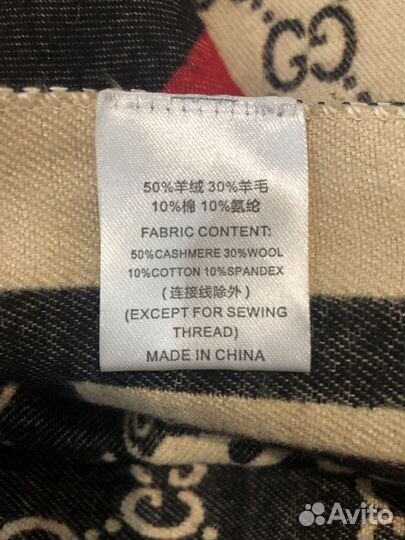 GG
50%羊绒 30%羊毛
10%棉 10%氨纶
FABRIC CONTENT:
50%CASHMERE 30%WOOL
10%COTTON 10%SPANDEX
(连接线除外)
(EXCEPT FOR SEWING
THREAD)
MADE IN CHINA
Avito